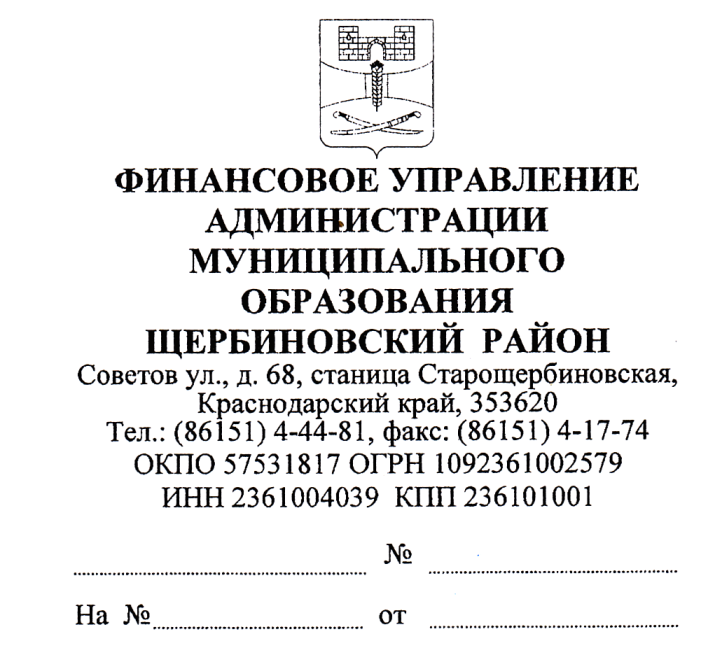 ФИНАНСОВОЕ УПРАВЛЕНИЕ
АДМИНИСТРАЦИИ
МУНИЦИПАЛЬНОГО
ОБРАЗОВАНИЯ
ЩЕРБИНОВСКИЙ РАЙОН
Советов ул., д. 68, станица Старощербиновская,
Краснодарский край, 353620
Тел.: (86151) 4-44-81, факс: (86151) 4-17-74
ОКПО 57531817 ОГРН 1092361002579
ИНН 2361004039 КПП 236101001
№
На № от